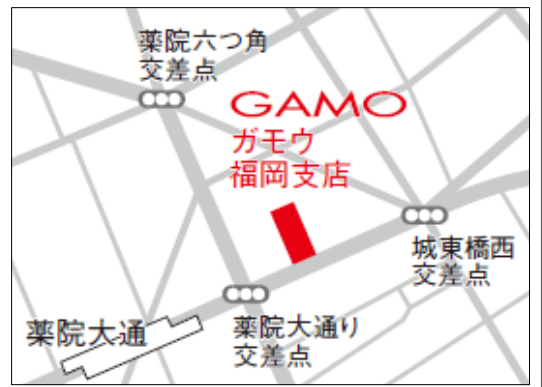 薬院六つ角
交差点
GAMO
ガモウ
福岡支店
城東橋西
交差点
薬院大通り
交差点
薬院大通